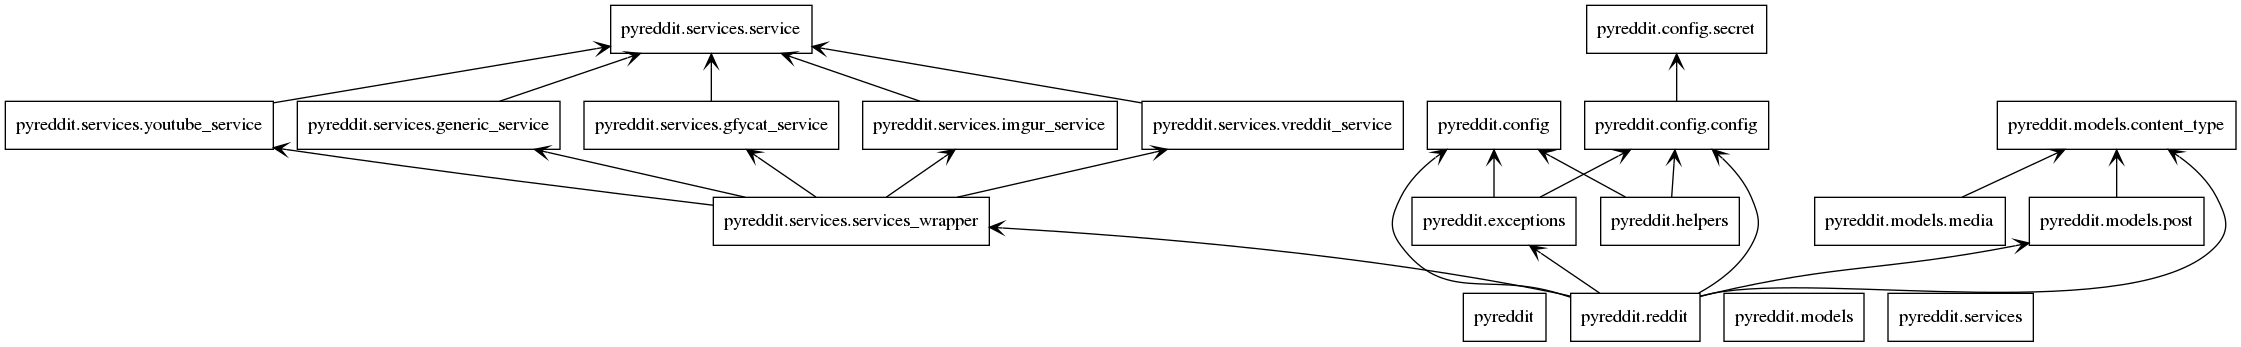 pyreddit.services.service
pyreddit.config.secret
pyreddit.services.youtube_service
pyreddit.services.generic_service
pyreddit.services.gfycat_service
pyreddit.services.imgur_service
pyreddit.services.vreddit_service
pyreddit.config
pyreddit.config.config
pyreddit.models.content_type
pyreddit.services.services_wrapper
pyreddit.exceptions
pyreddit.helpers
pyreddit.models.media
pyreddit.models.post
pyreddit
pyreddit.reddit
pyreddit.models
pyreddit.services